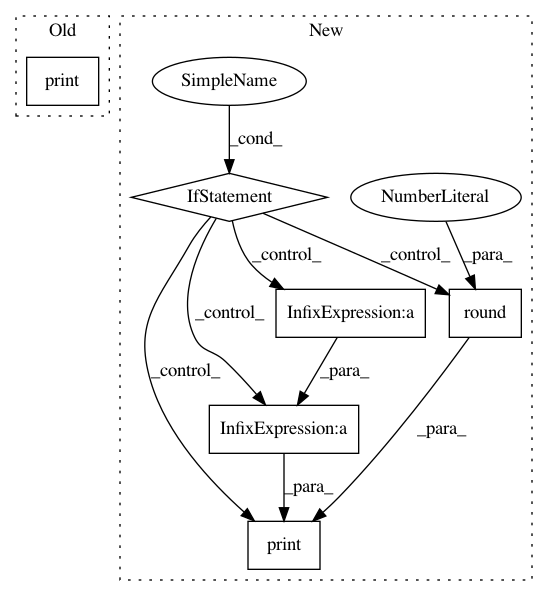 Old
New
print
SimpleName
_cond_
IfStatement
NumberLiteral
_control_
_control_
_para_
_control_
InfixExpression:a
round
_control_
_para_
InfixExpression:a
_para_
_para_
print